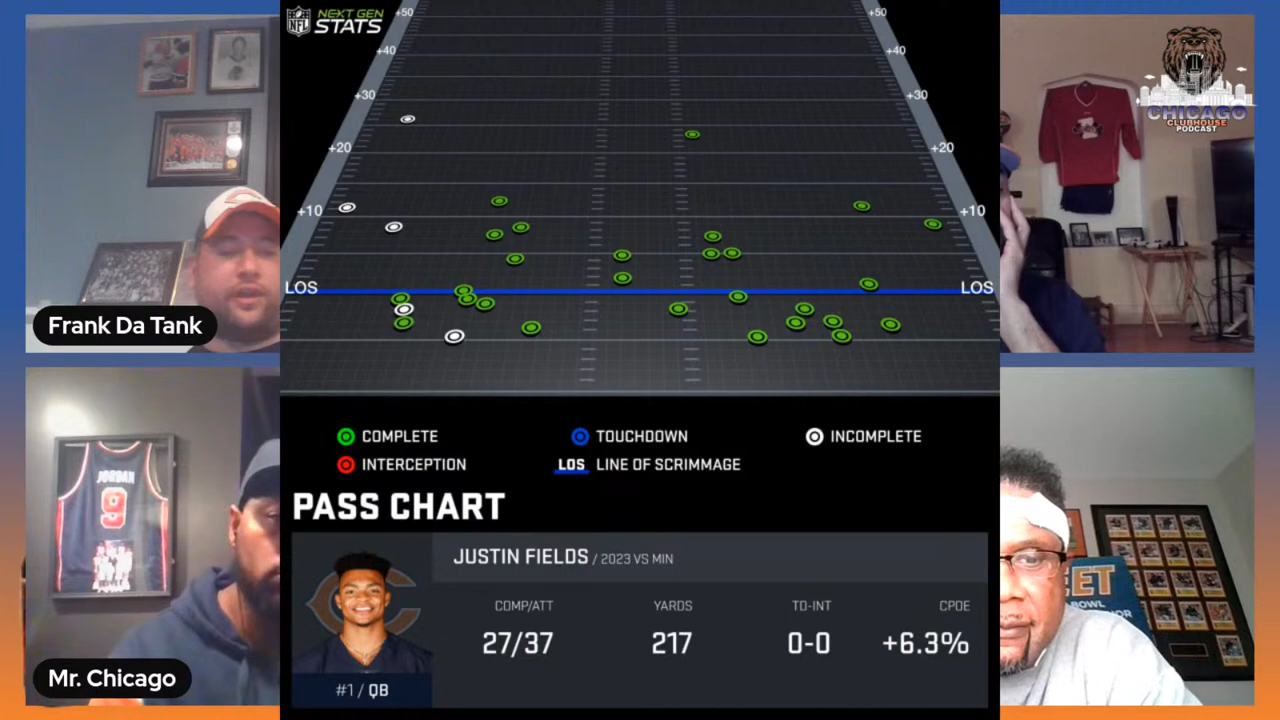 NFL
NEXT GEN
STATS
+50
+50
+40
+40
+30
+30
+20
+20
+10
+10
LOS
LOS
CHICAGO
CLUBHOUSE
PODCAST
Frank Da Tank
COMPLETE
TOUCHDOWN
INCOMPLETE
INTERCEPTION
LOS LINE OF SCRIMMAGE
PASS CHART
JUSTIN FIELDS / 2023 VS MIN
COMP/ATT
YARDS
TD-INT
CPOE
27/37
217
0-0
+6.3%
#1 / QB
JORDAN
9
Mr. Chicago